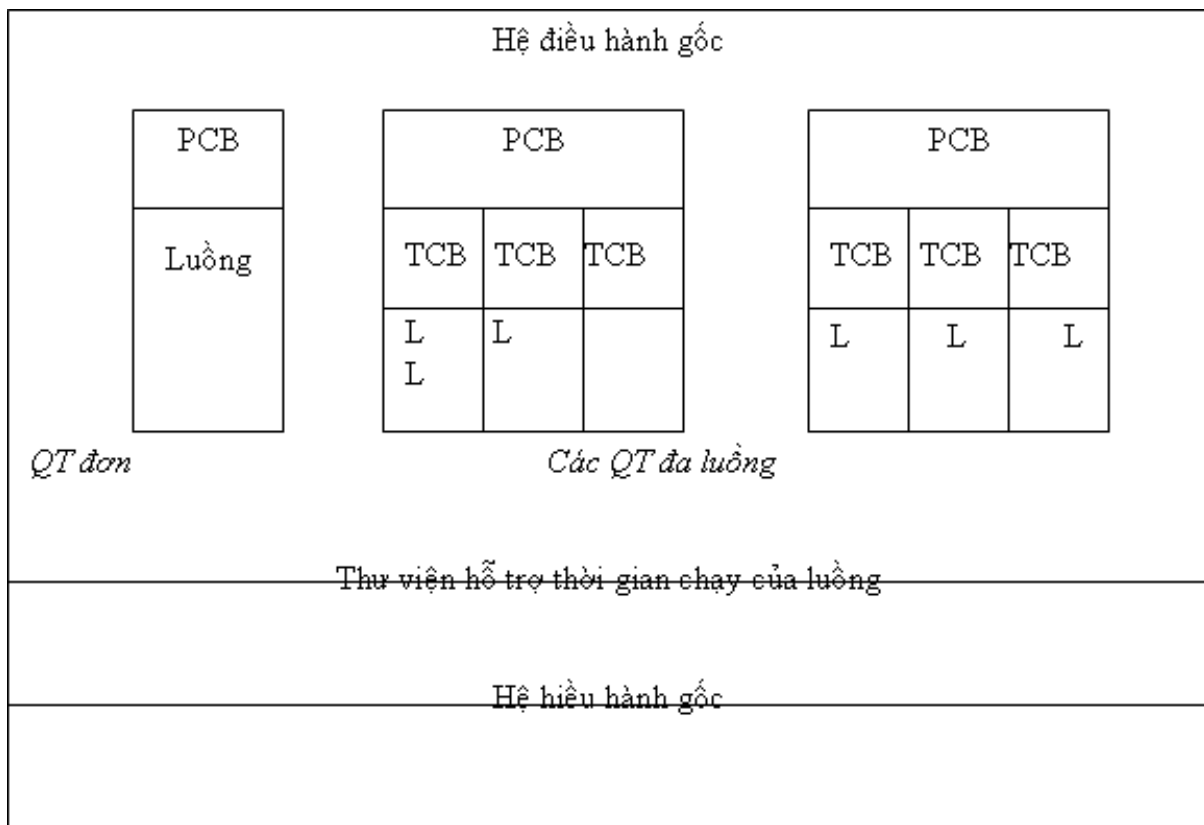 Hệ điều hành gốc
PCB PCB PCB
Luồng TCB TCB TCB TCB TCB TCB
L L L L L
L
QT đơn Các QT đa luồng
Thư viện hỗ trợ thời gian chạy của luồng
Hệ hiều hành gốc